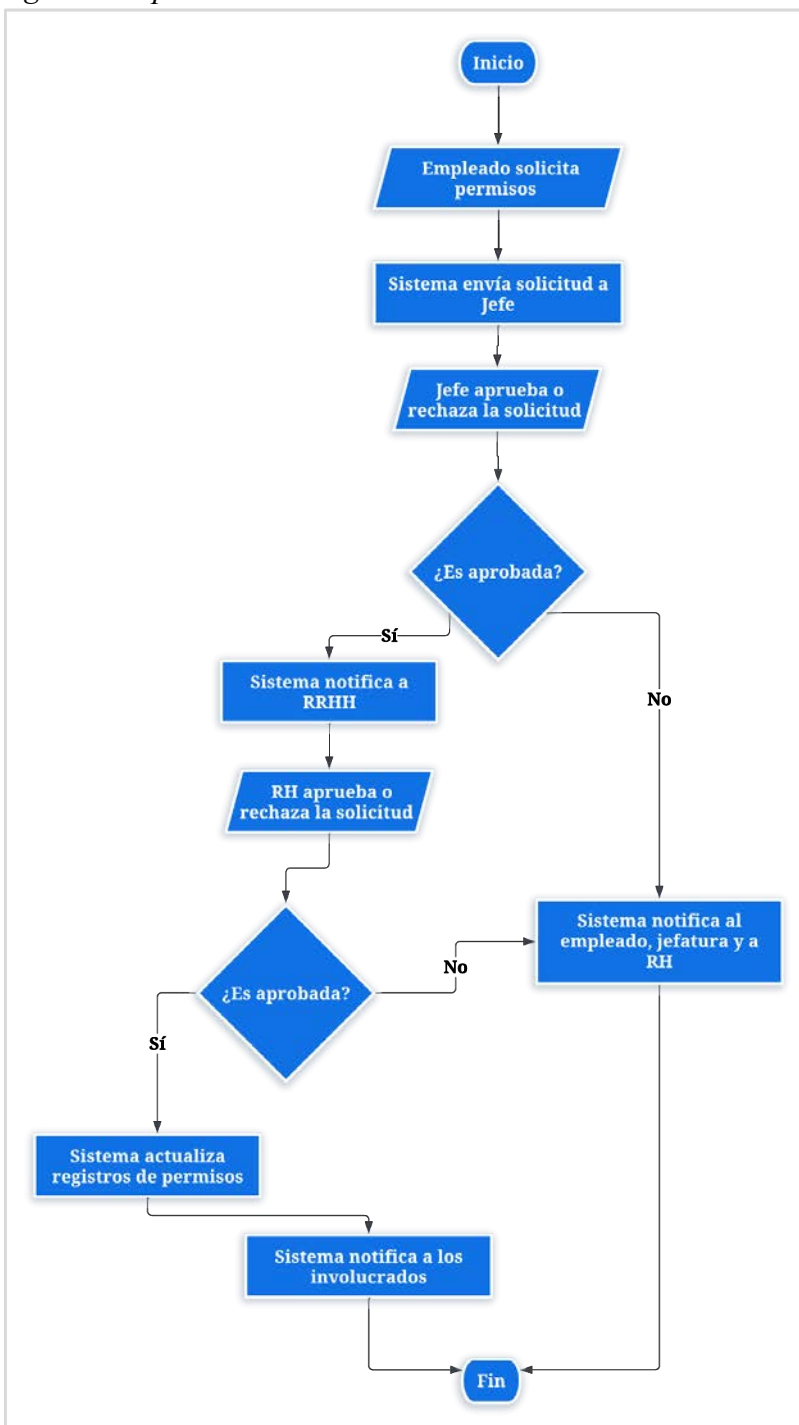 Inicio
Empleado solicita
permisos
Sistema envía solicitud a
Jefe
Jefe aprueba o
rechaza la solicitud
¿Es aprobada?
Sí
No
Sistema notifica a
RRHH
RH aprueba o
rechaza la solicitud
Sistema notifica al
empleado, jefatura y a
RH
¿Es aprobada?
No
Sí
Sistema actualiza
registros de permisos
Sistema notifica a los
involucrados
Fin